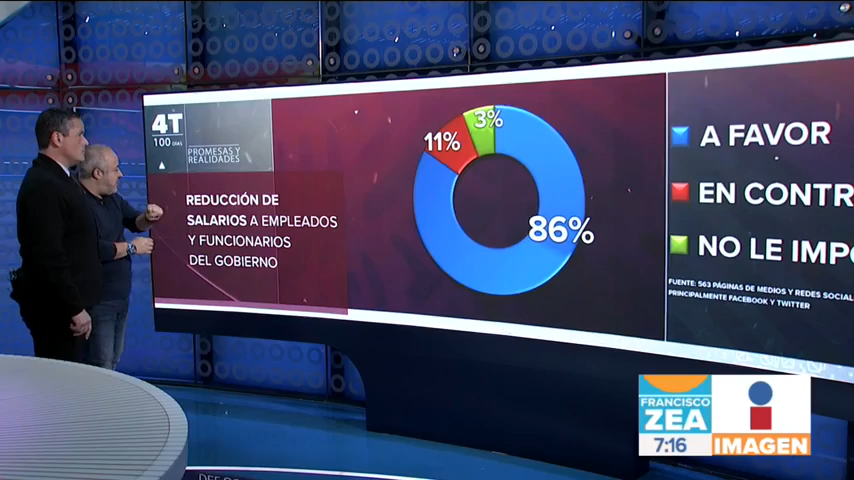 4T
100 DÍAS
PROMESAS Y
REALIDADES
REDUCCIÓN DE
SALARIOS A EMPLEADOS
Y FUNCIONARIOS
DEL GOBIERNO
11%
3%
86%
A FAVOR
EN CONTR
NO LE IMPO
FUENTE: 563 PÁGINAS DE MEDIOS Y REDES SOCIAL
PRINCIPALMENTE FACEBOOK Y TWITTER
FRANCISCO
ZEA
7:16
IMAGEN